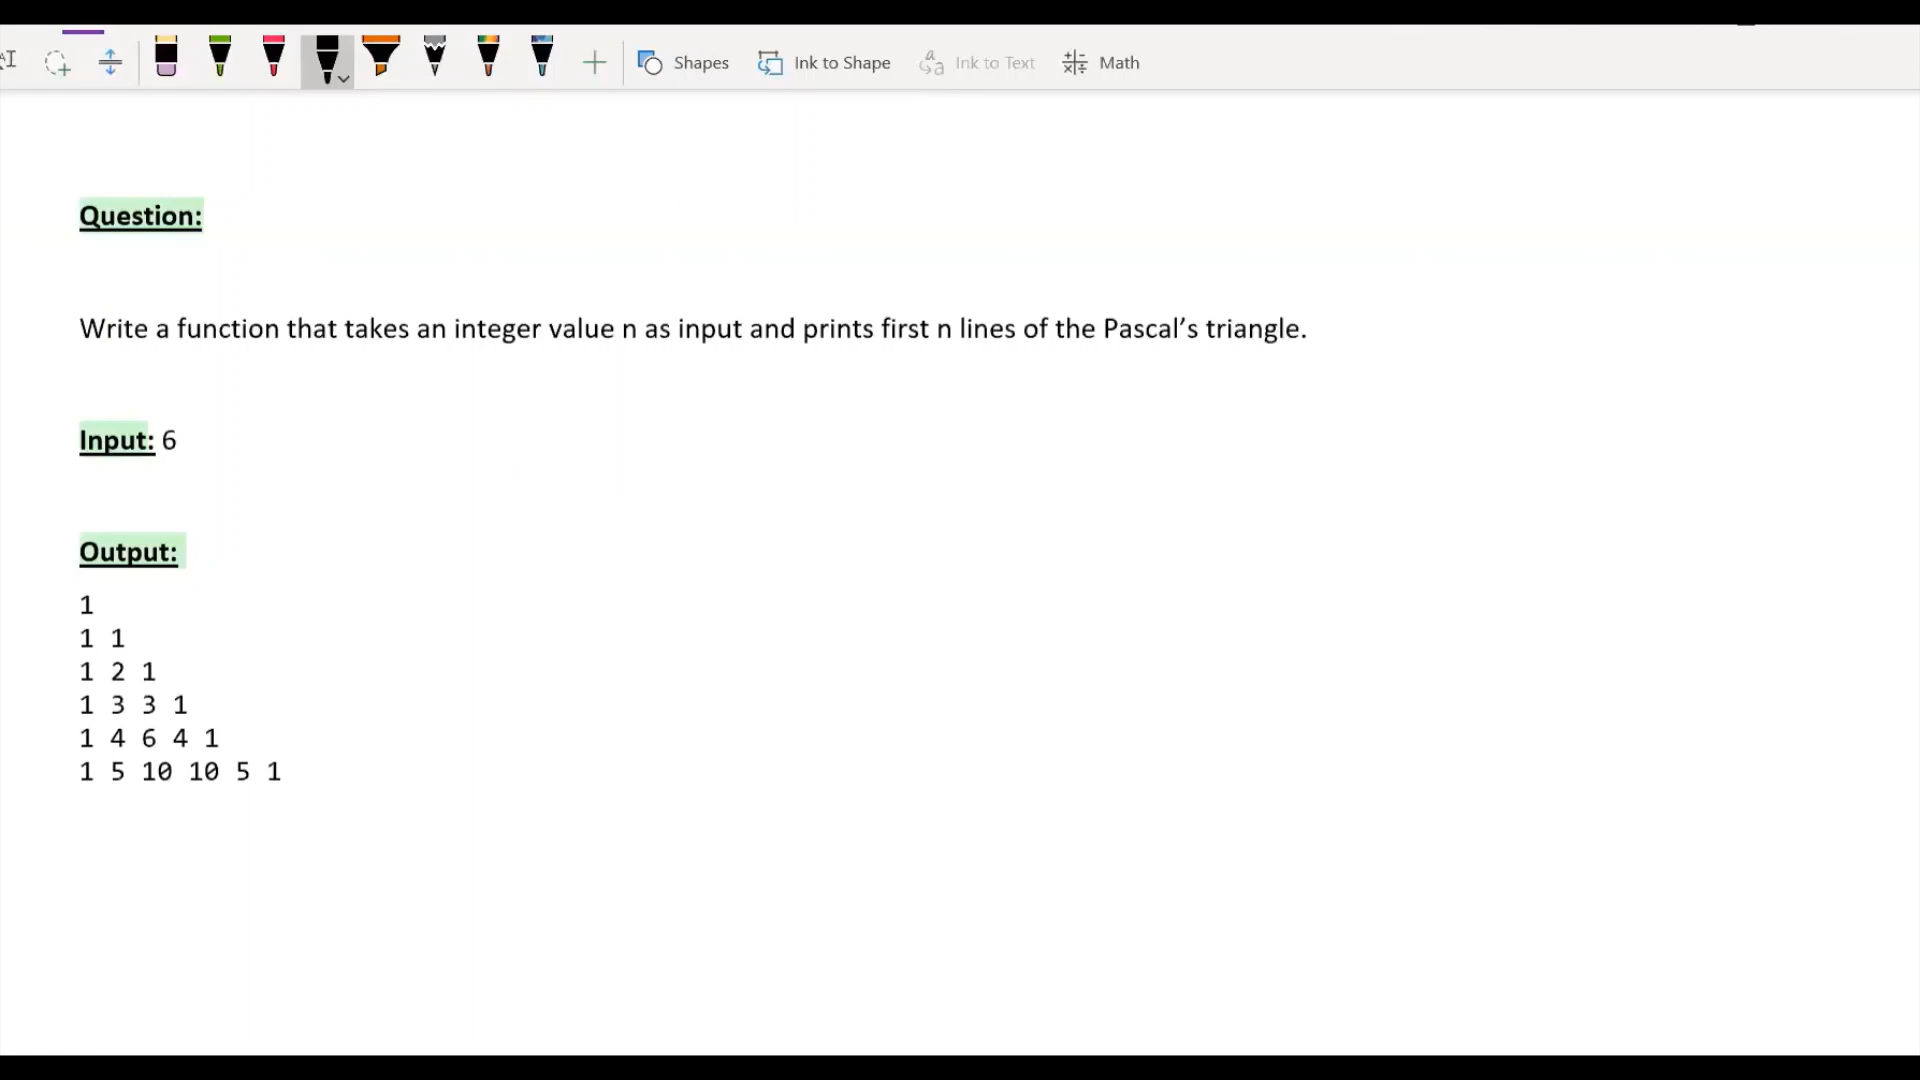 Shapes Ink to Shape Ink to Text Math
Question:
Write a function that takes an integer value n as input and prints first n lines of the Pascal’s triangle.
Input: 6
Output:
1
1 1
1 2 1
1 3 3 1
1 4 6 4 1
1 5 10 10 5 1